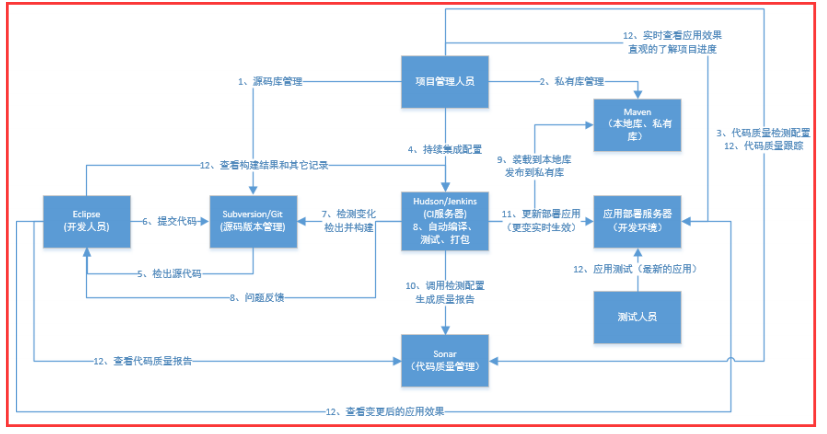 12、实时查看应用效果
直观的了解项目进度
项目管理人员
1、源码库管理
2、私有库管理
Maven
（本地库、私有
库）
3、代码质量检测配置
12、代码质量跟踪
4、持续集成配置
9、装载到本地库
发布到私有库
12、查看构建结果和其它记录
Eclipse
(开发人员)
6、提交代码
Subversion/Git
(源码版本管理)
7、检测变化
检出并构建
Hudson/Jenkins
(CI服务器)
8、自动编译、
测试、打包
11、更新部署应用
（更变实时生效）
应用部署服务器
（开发环境）
5、检出源代码
8、问题反馈
10、调用检测配置
生成质量报告
12、应用测试（最新的应用）
测试人员
Sonar
（代码质量管理）
12、查看代码质量报告
12、查看变更后的应用效果